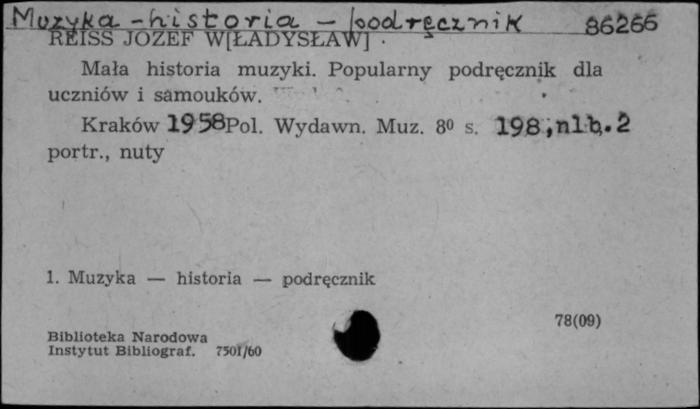 Muzyka - historia - podręcznik 86266
REISS JÓZEF W[ŁADYSŁAW] .
Mała historia muzyki. Popularny podręcznik dla
uczniów i samouków.
Kraków 1958 Pol. Wydawn. Muz. 8⁰ s. 198, nlb. 2
portr., nuty
1. Muzyka — historia — podręcznik
78(09)
Biblioteka Narodowa
Instytut Bibliograf. 7501/60